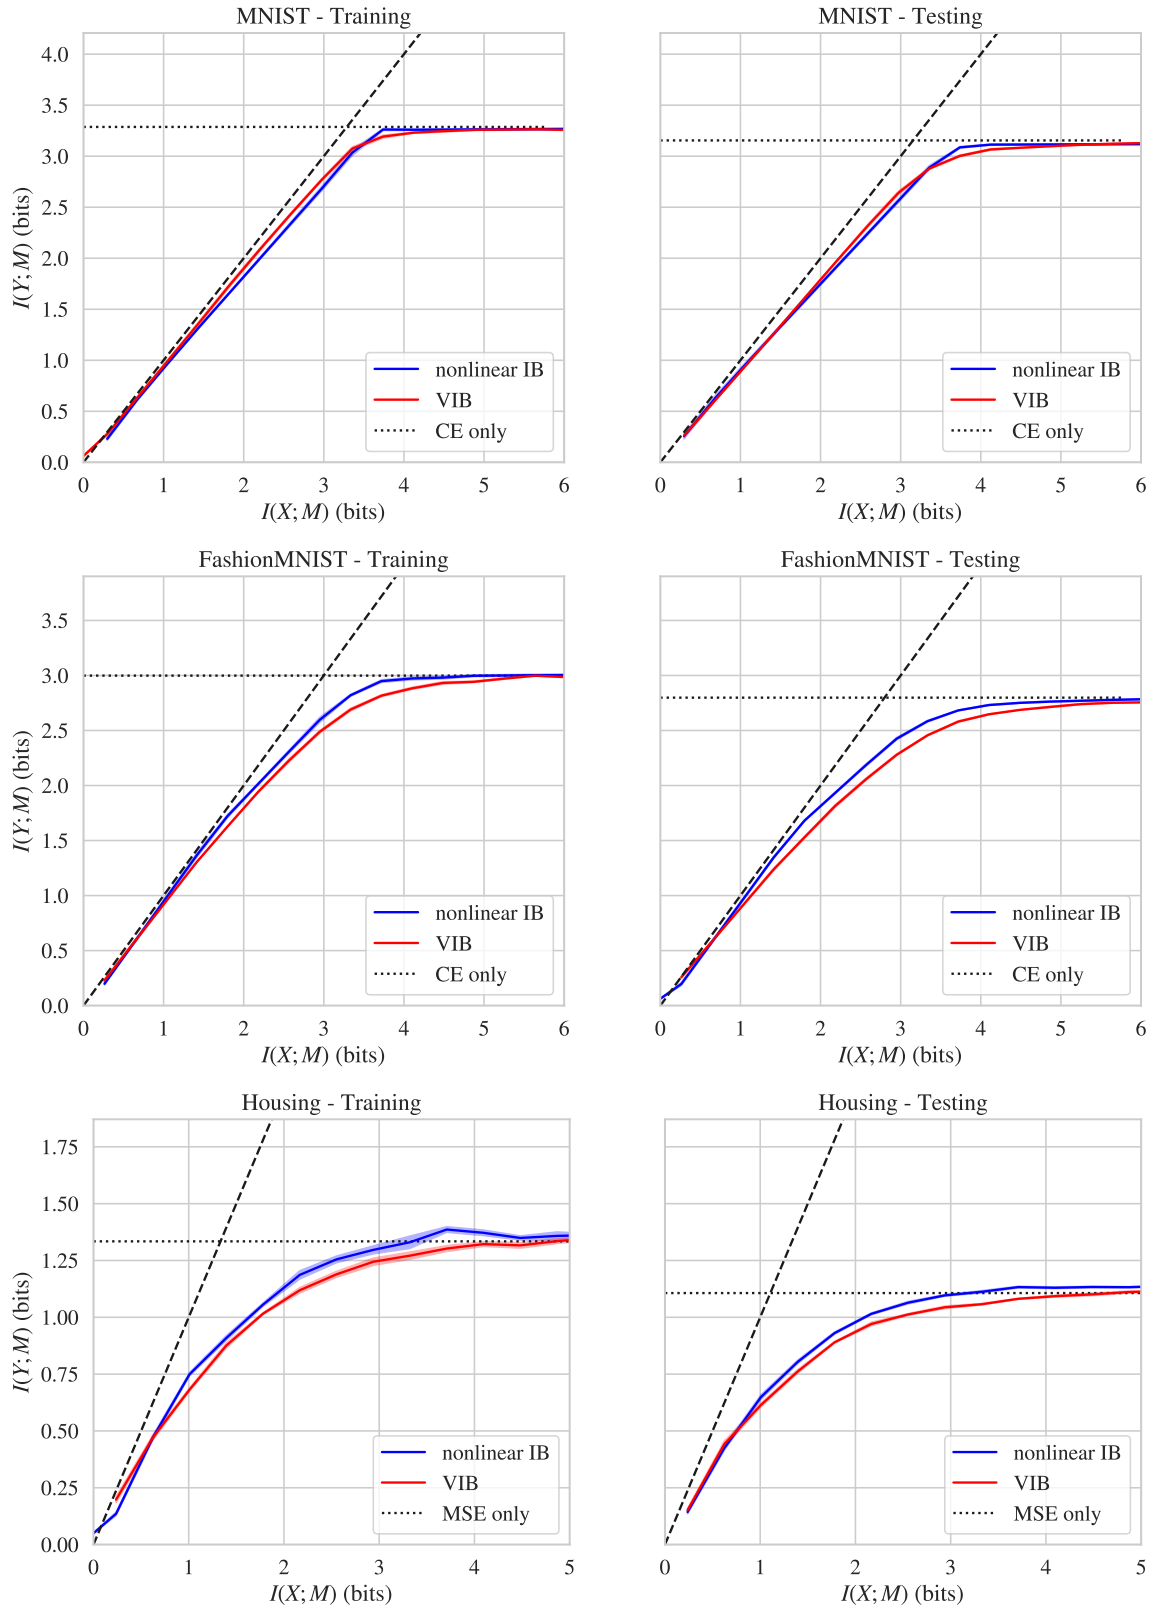 MNIST - Training
4.0
3.5
3.0
2.5
2.0
1.5
1.0
0.5
0.0
I(Y; M) (bits)
0 1 2 3 4 5 6
I(X; M) (bits)
nonlinear IB
VIB
CE only
MNIST - Testing
0 1 2 3 4 5 6
I(X; M) (bits)
nonlinear IB
VIB
CE only
FashionMNIST - Training
3.5
3.0
2.5
2.0
1.5
1.0
0.5
0.0
I(Y; M) (bits)
0 1 2 3 4 5 6
I(X; M) (bits)
nonlinear IB
VIB
CE only
FashionMNIST - Testing
0 1 2 3 4 5 6
I(X; M) (bits)
nonlinear IB
VIB
CE only
Housing - Training
1.75
1.50
1.25
1.00
0.75
0.50
0.25
0.00
I(Y; M) (bits)
0 1 2 3 4 5
I(X; M) (bits)
nonlinear IB
VIB
MSE only
Housing - Testing
0 1 2 3 4 5
I(X; M) (bits)
nonlinear IB
VIB
MSE only